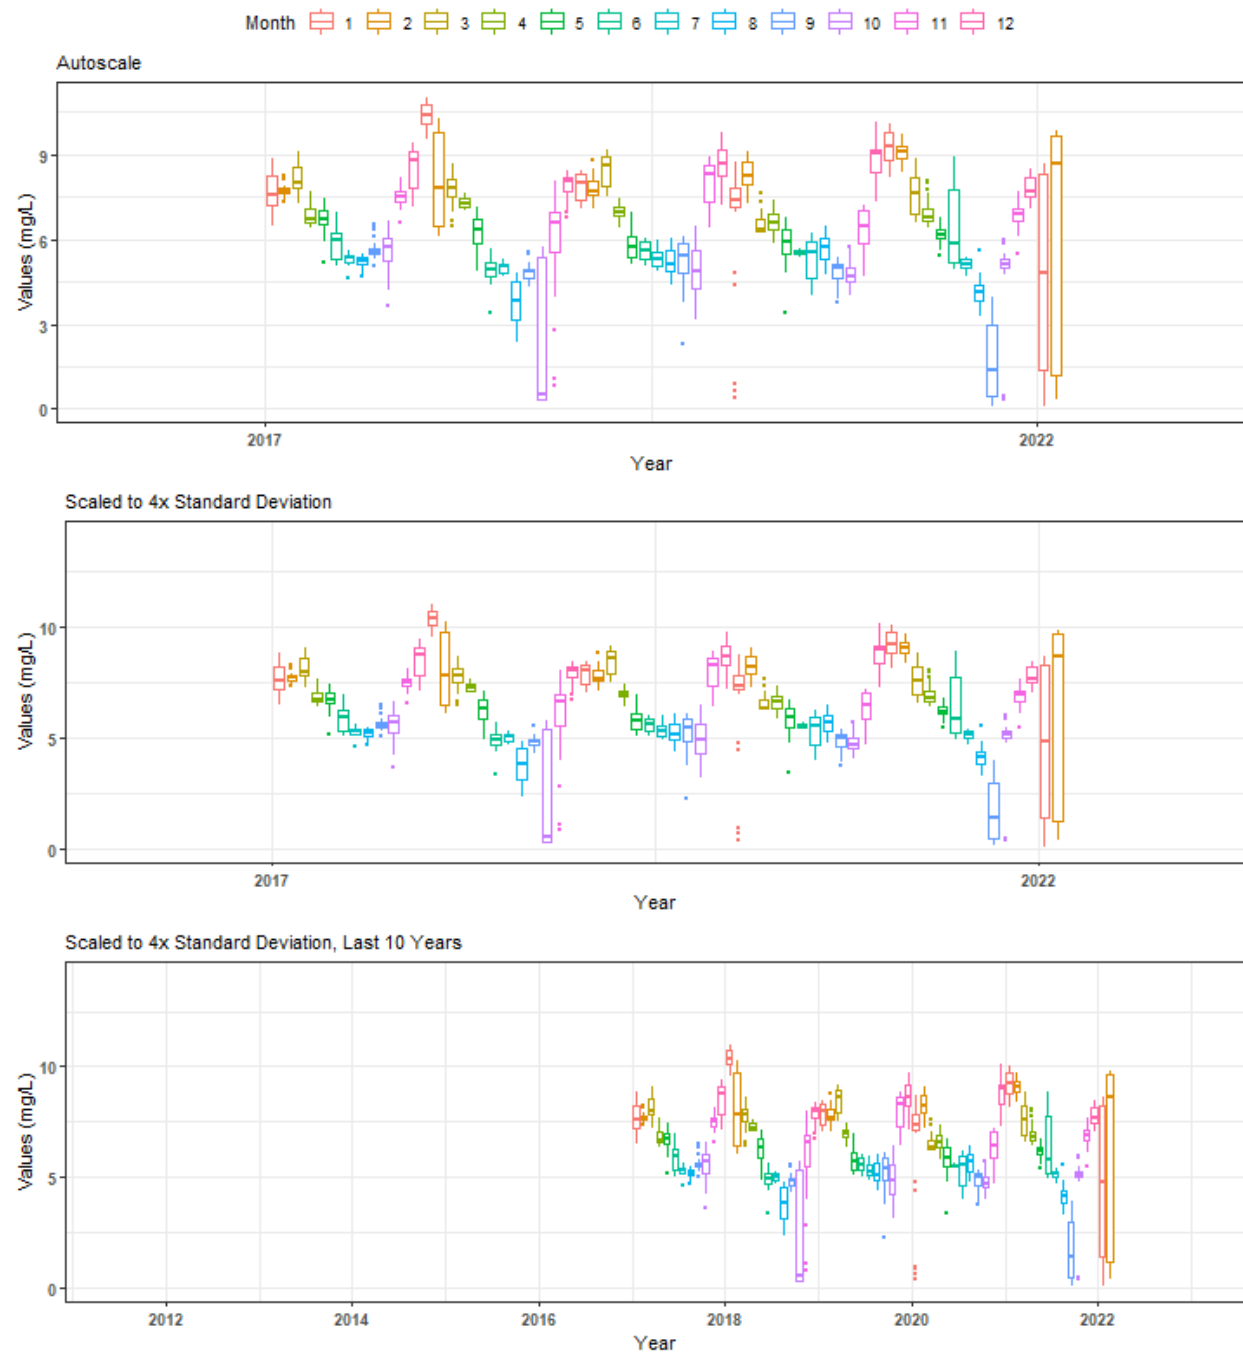 Month 1 2 3 4 5 6 7 8 9 10 11 12
Autoscale
Values (mg/L)
9
6
3
0
2017 2022
Year
Scaled to 4x Standard Deviation
Values (mg/L)
10
5
0
2017 2022
Year
Scaled to 4x Standard Deviation, Last 10 Years
Values (mg/L)
10
5
0
2012 2014 2016 2018 2020 2022
Year